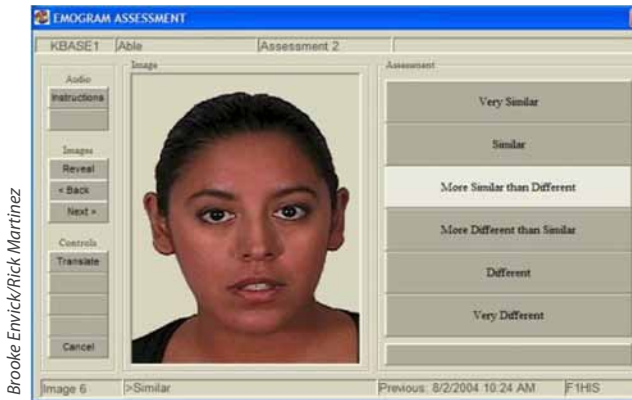 EMOGRAM ASSESSMENT
KBASE1 Able Assessment 2
Audio
Instructions
Images
Reveal
< Back
Next >
Controls
Translate
Cancel
Image
Assessment
Very Similar
Similar
More Similar than Different
More Different than Similar
Different
Very Different
Image 6 >Similar Previous: 8/2/2004 10:24 AM F1HIS
Brooke Envick/Rick Martinez